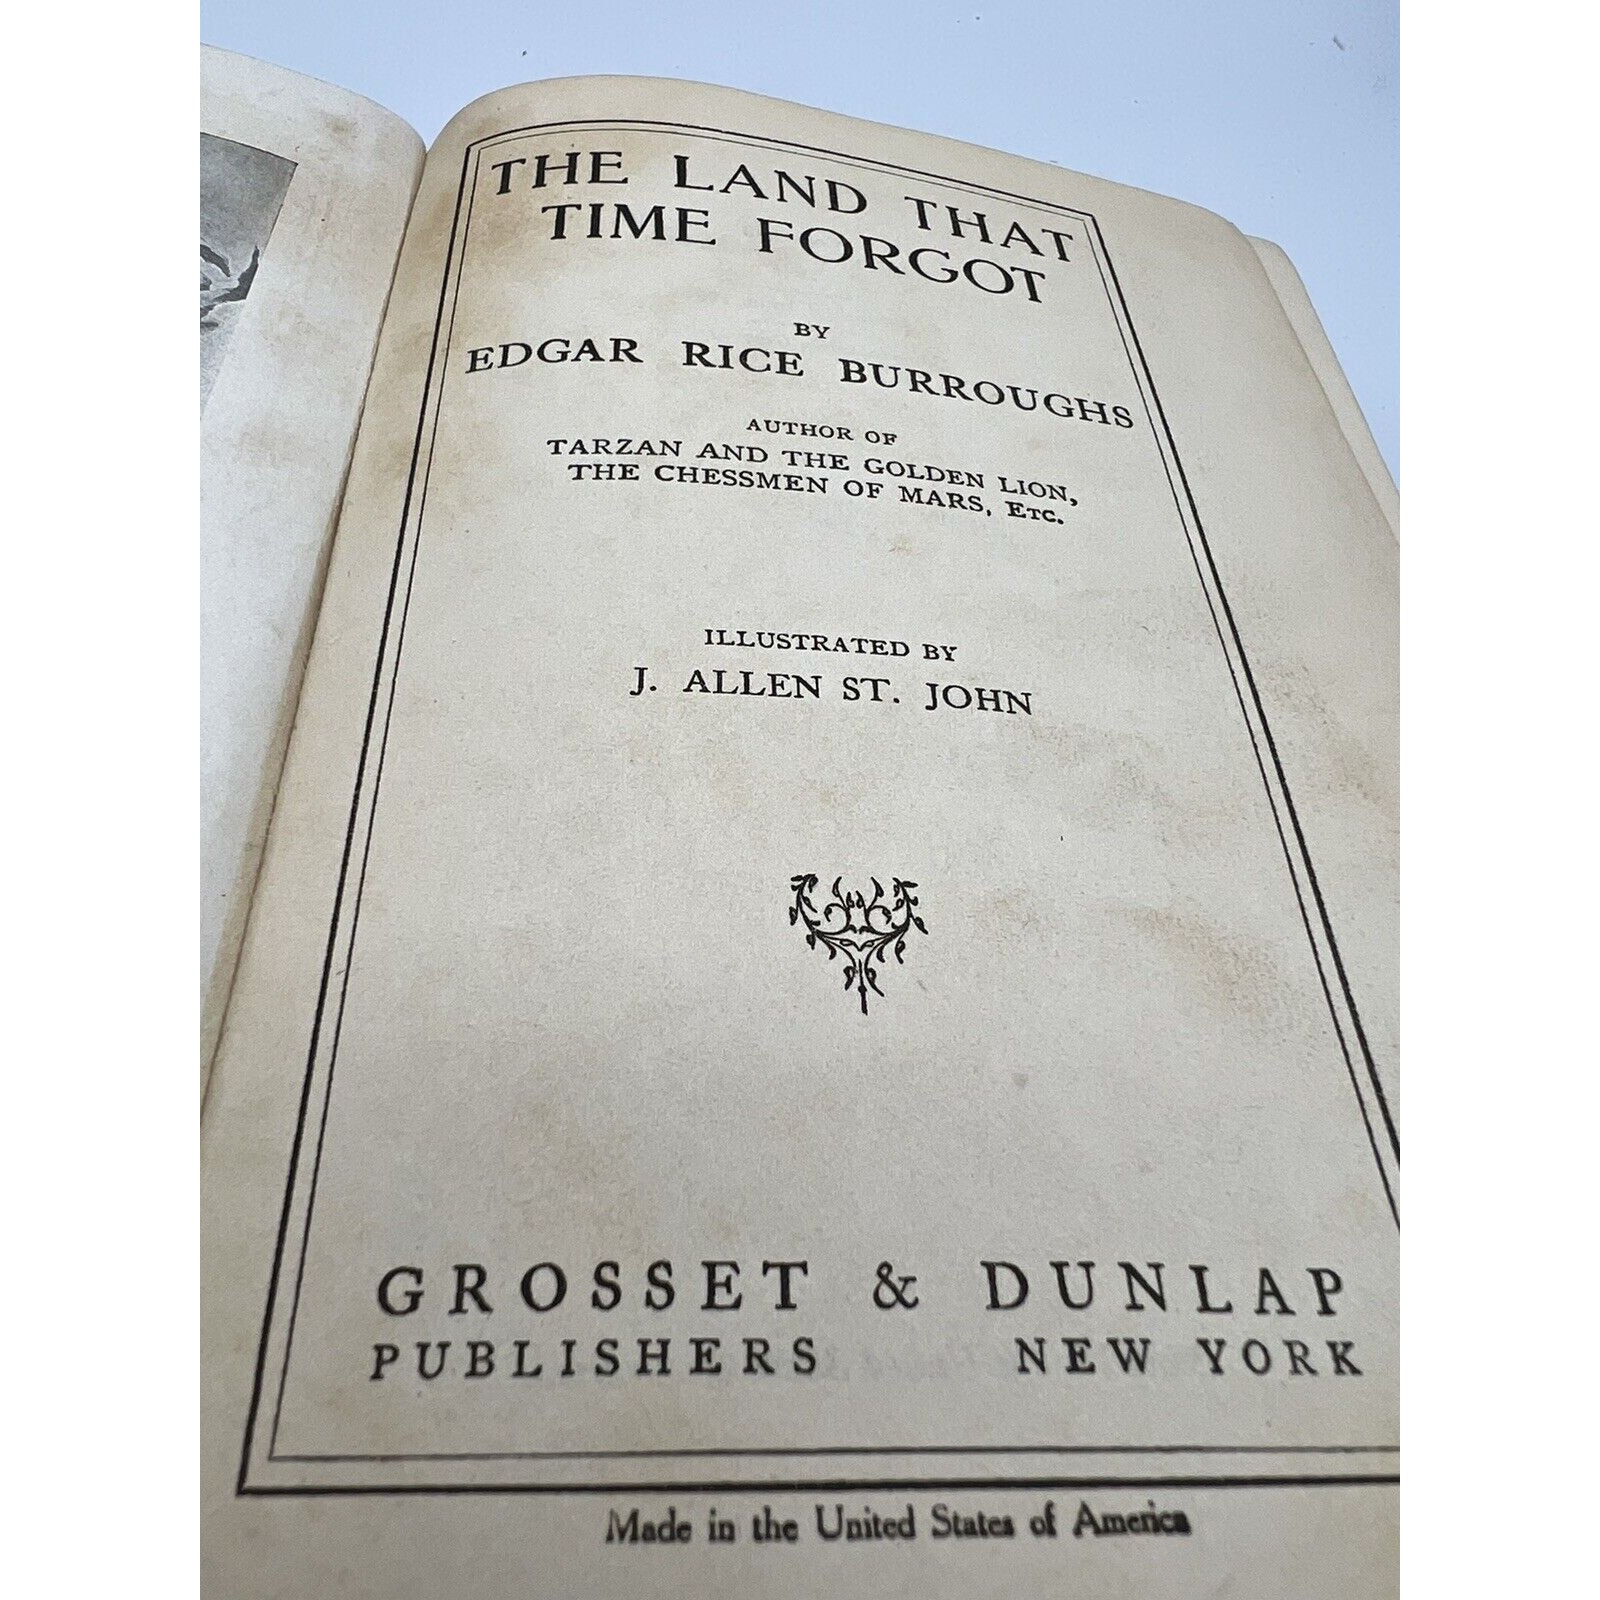 THE LAND THAT
TIME FORGOT
BY
EDGAR RICE BURROUGHS
AUTHOR OF
TARZAN AND THE GOLDEN LION,
THE CHESSMEN OF MARS, ETC.
ILLUSTRATED BY
J. ALLEN ST. JOHN
GROSSET & DUNLAP
PUBLISHERS NEW YORK
Made in the United States of America